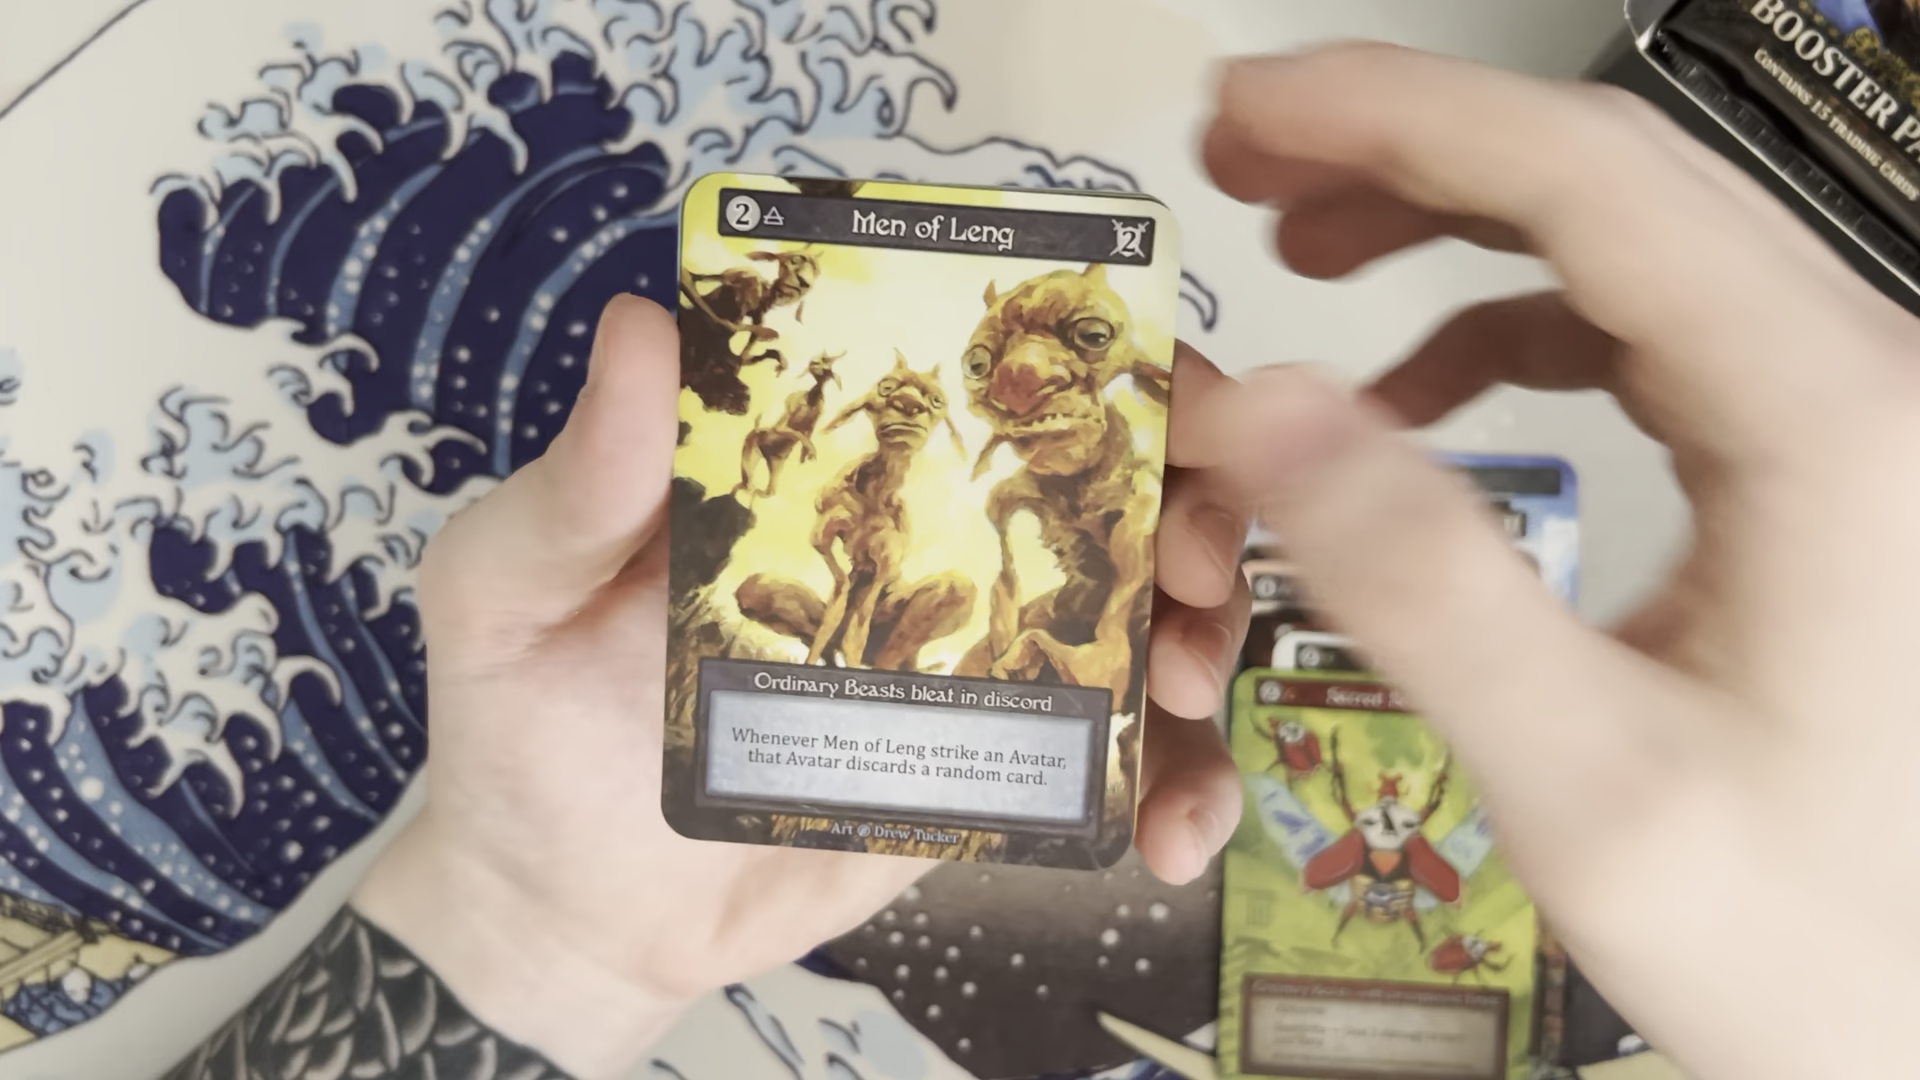 BOOSTER
CONTAINS 15 TRADING CARDS
2
Men of Leng
2
Ordinary Beasts bleat in discord
Whenever Men of Leng strike an Avatar,
that Avatar discards a random card.
Art @ Drew Tucker
Sacred